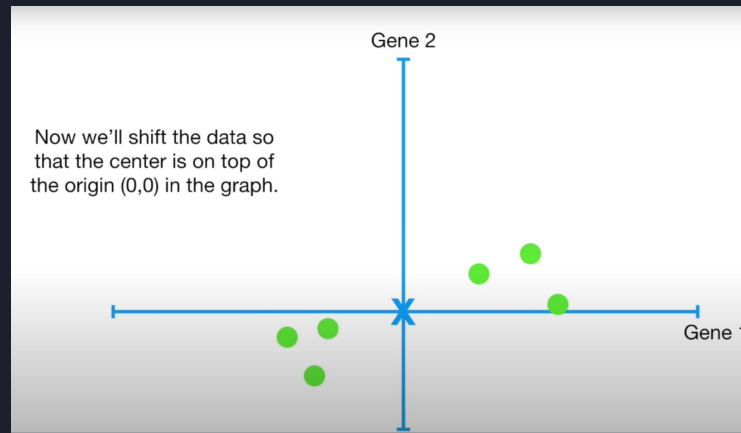 Gene 2
Now we'll shift the data so
that the center is on top of
the origin (0,0) in the graph.
X
Gene